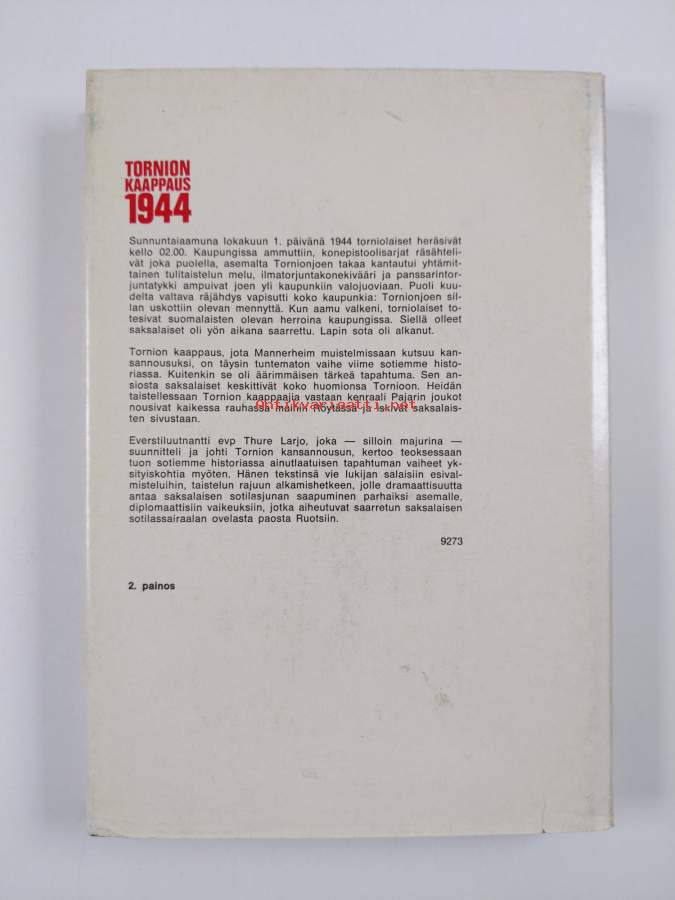 TORNION
KAAPPAUS
1944
Sunnuntaiaamuna lokakuun 1. päivänä 1944 torniolaiset heräsivät
kello 02.00. Kaupungissa ammuttiin, konepistoolisarjat räsähteli-
vät joka puolella, asemalta Tornionjoen takaa kantautui yhtämit-
tainen tulitaistelun melu, ilmatorjuntakonekivääri ja panssarintor-
juntatykki ampuivat joen yli kaupunkiin valojuoviaan. Puoli kuu-
delta valtava räjähdys vapisutti koko kaupunkia: Tornionjoen sil-
lan uskottiin olevan mennyttä. Kun aamu valkeni, torniolaiset to-
tesivat suomalaisten olevan herroina kaupungissa. Siellä olleet
saksalaiset oli yön aikana saarrettu. Lapin sota oli alkanut.
Tornion kaappaus, jota Mannerheim muistelmissaan kutsuu kan-
sannousuksi, on täysin tuntematon vaihe viime sotiemme histo-
riassa. Kuitenkin se oli äärimmäisen tärkeä tapahtuma. Sen an-
siosta saksalaiset keskittivät koko huomionsa Tornioon. Heidän
taistellessaan Tornion kaappaajia vastaan kenraali Pajarin joukot
nousivat kaikessa rauhassa maihin Röytässä ja iskivät saksalais-
ten sivustaan.
Antikvariaatti.net
Everstiluutnantti evp Thure Larjo, joka — silloin majurina —
suunnitteli ja johti Tornion kansannousun, kertoo teoksessaan
tuon sotiemme historiassa ainutlaatuisen tapahtuman vaiheet yk-
sityiskohtia myöten. Hänen tekstinsä vie lukijan salaisiin esival-
misteluihin, taistelun rajuun alkamishetkeen, jolle dramaattisuutta
antaa saksalaisen sotilasjunan saapuminen parhaiksi asemalle,
diplomaattisiin vaikeuksiin, jotka aiheutuvat saarretun saksalaisen
sotilassairaalan ovelasta paosta Ruotsiin.
9273
2. painos